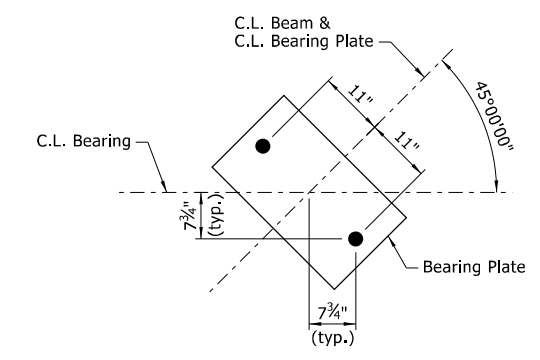 C.L. Beam &
C.L. Bearing Plate
11"
11"
45°00'00"
C.L. Bearing
7¾"
(typ.)
Bearing Plate
7¾"
(typ.)